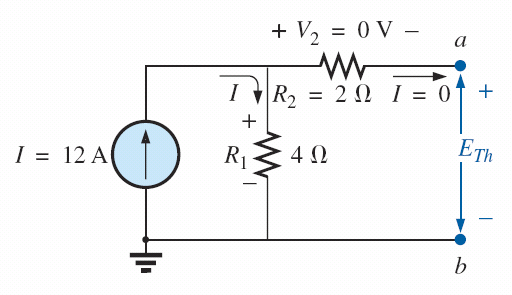 + V₂ = 0 V −
a
I R₂ = 2 Ω I = 0 +
+
I = 12 A R₁ 4 Ω E_Th
−
−
b